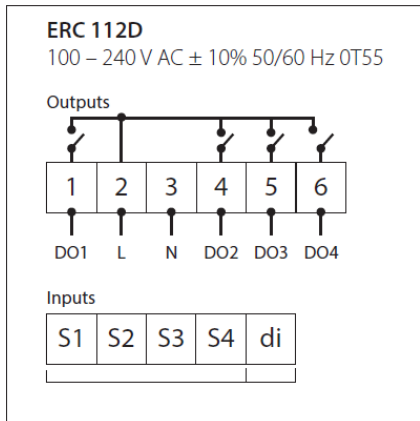 ERC 112D
100 – 240 V AC ± 10% 50/60 Hz 0T55
Outputs
1 2 3 4 5 6
DO1 L N DO2 DO3 DO4
Inputs
S1 S2 S3 S4 di